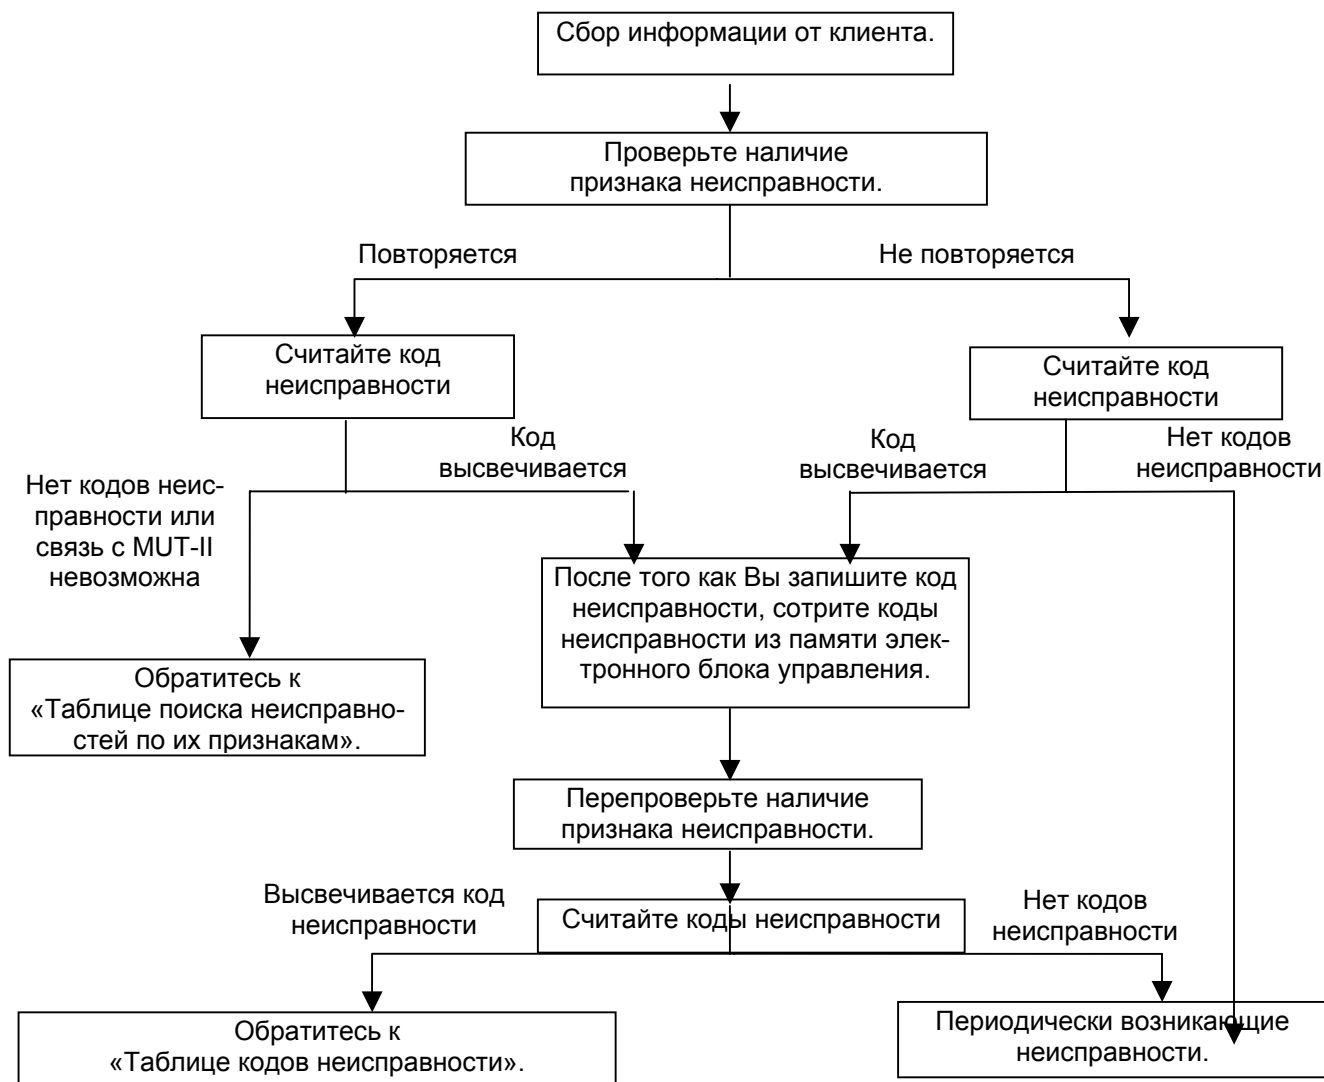 Сбор информации от клиента.
Проверьте наличие
признака неисправности.
Повторяется
Не повторяется
Считайте код
неисправности
Считайте код
неисправности
Код
высвечивается
Код
высвечивается
Нет кодов
неисправности
Нет кодов неис-
правности или
связь с MUT-II
невозможна
После того как Вы запишите код
неисправности, сотрите коды
неисправности из памяти элек-
тронного блока управления.
Обратитесь к
«Таблице поиска неисправно-
стей по их признакам».
Перепроверьте наличие
признака неисправности.
Высвечивается код
неисправности
Считайте коды неисправности
Нет кодов
неисправности
Обратитесь к
«Таблице кодов неисправности».
Периодически возникающие
неисправности.